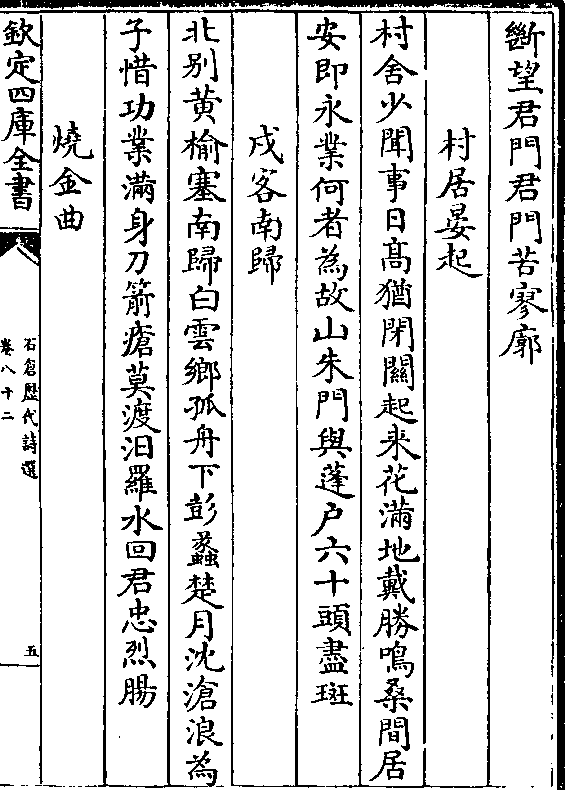 斷望君門君門苦寥廓
村居晏起
村舍少聞事日髙猶閉關起来花滿地戴勝鳴桑間居
安即永業何者為故山朱門與蓬户六十頭盡斑
戍客南歸
北别黄榆塞南歸白雲鄉孤舟下彭蠡楚月沈滄浪為
子惜功業滿身刀箭瘡莫渡汨羅水回君忠烈腸
燒金曲
欽定四庫全書
石倉歴代詩選
卷八十二
五